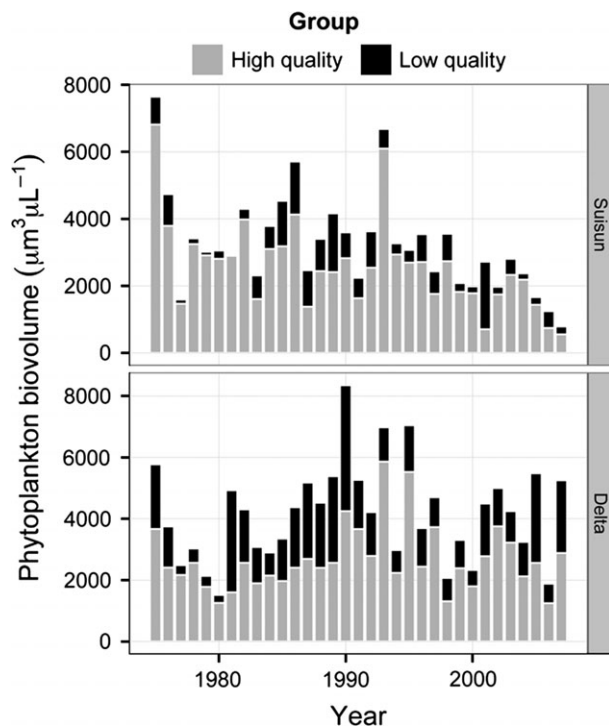 Group
High quality Low quality
Phytoplankton biovolume (μm³μL⁻¹)
8000
6000
4000
2000
0
Suisun
8000
6000
4000
2000
0
Delta
1980 1990 2000
Year